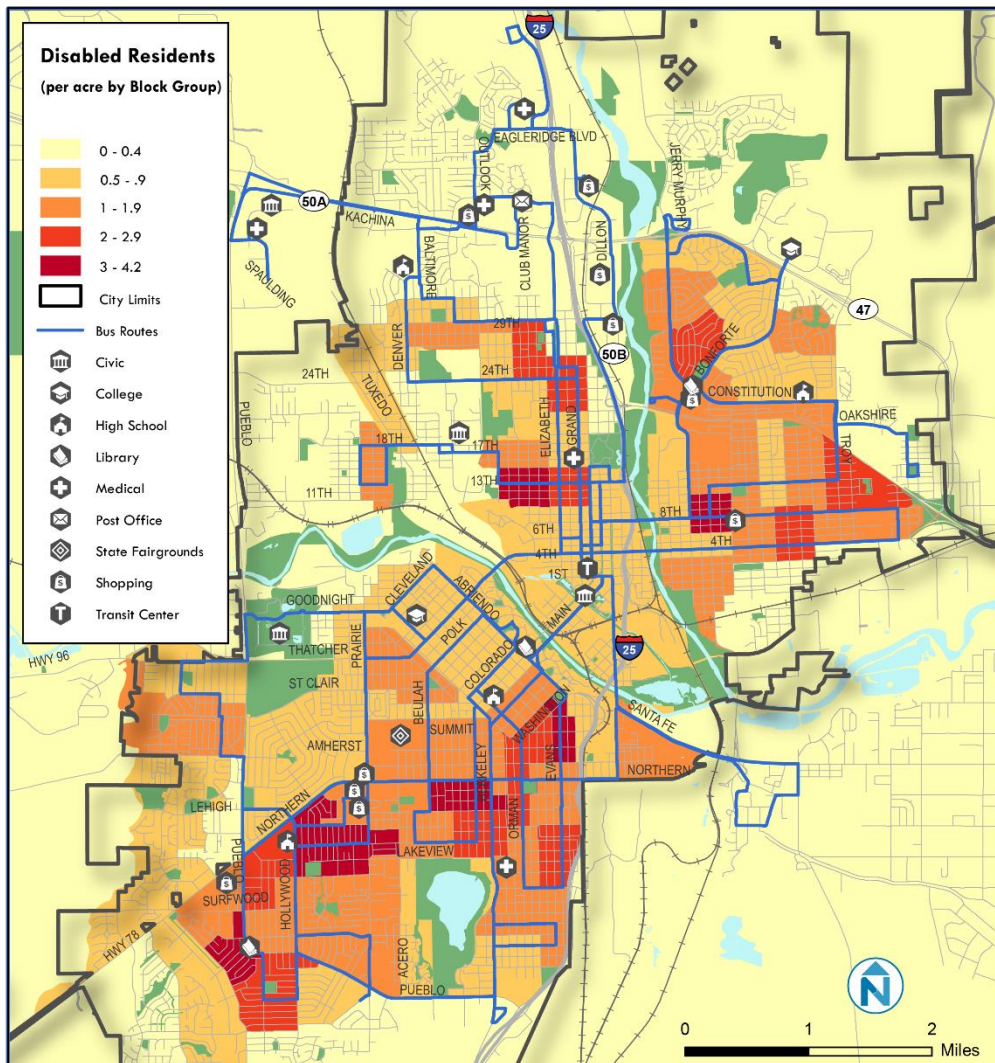 Disabled Residents
(per acre by Block Group)
0 - 0.4
0.5 - .9
1 - 1.9
2 - 2.9
3 - 4.2
City Limits
Bus Routes
Civic
College
High School
Library
Medical
Post Office
State Fairgrounds
Shopping
Transit Center
25
EAGLERIDGE BLVD
OUTLOOK
JERRY MURPHY
50A
KACHINA
BALTIMORE
CLUB MANOR
DILLON
SPAULDING
47
29TH
DENVER
50B
BONFORTE
24TH
24TH
TUXEDO
ELIZABETH
GRAND
CONSTITUTION
OAKSHIRE
PUEBLO
18TH
17TH
TROY
11TH
13TH
8TH
6TH
4TH
4TH
1ST
CLEVELAND
ABRIENDO
GOODNIGHT
MAIN
POLK
PRAIRIE
THATCHER
COLORADO
25
HWY 96
ST CLAIR
BEULAH
WASHINGTON
SANTA FE
SUMMIT
AMHERST
BERKELEY
EVANS
NORTHERN
NORTHERN
LEHIGH
ORMAN
LAKEVIEW
PUEBLO
HOLLYWOOD
SURFWOOD
HWY 78
ACERO
PUEBLO
N
0
1
2
Miles